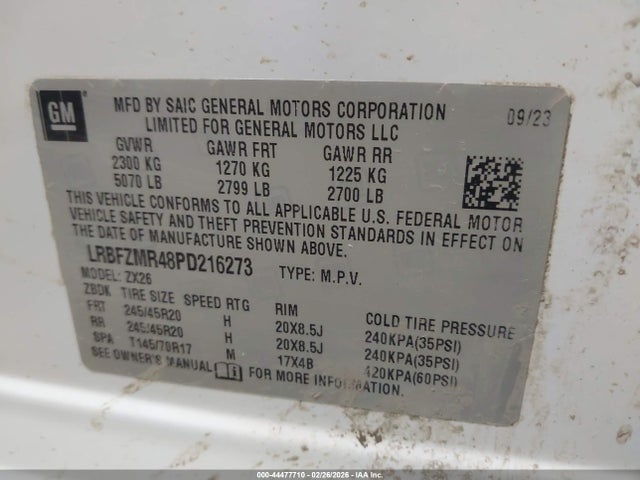 GM
MFD BY SAIC GENERAL MOTORS CORPORATION 09/23
LIMITED FOR GENERAL MOTORS LLC
GVWR GAWR FRT GAWR RR
2300 KG 1270 KG 1225 KG
5070 LB 2799 LB 2700 LB
THIS VEHICLE CONFORMS TO ALL APPLICABLE U.S. FEDERAL MOTOR
VEHICLE SAFETY AND THEFT PREVENTION STANDARDS IN EFFECT ON
THE DATE OF MANUFACTURE SHOWN ABOVE.
LRBFZMR48PD216273 TYPE: M.P.V.
MODEL: ZX26
ZBDK TIRE SIZE SPEED RTG RIM COLD TIRE PRESSURE
FRT 245/45R20 H 20X8.5J 240KPA(35PSI)
RR 245/45R20 H 20X8.5J 240KPA(35PSI)
SPA T145/70R17 M 17X4B 420KPA(60PSI)
SEE OWNER'S MANUAL FOR MORE INFORMATION.
000-44477710 - 02/26/2026 - IAA Inc.